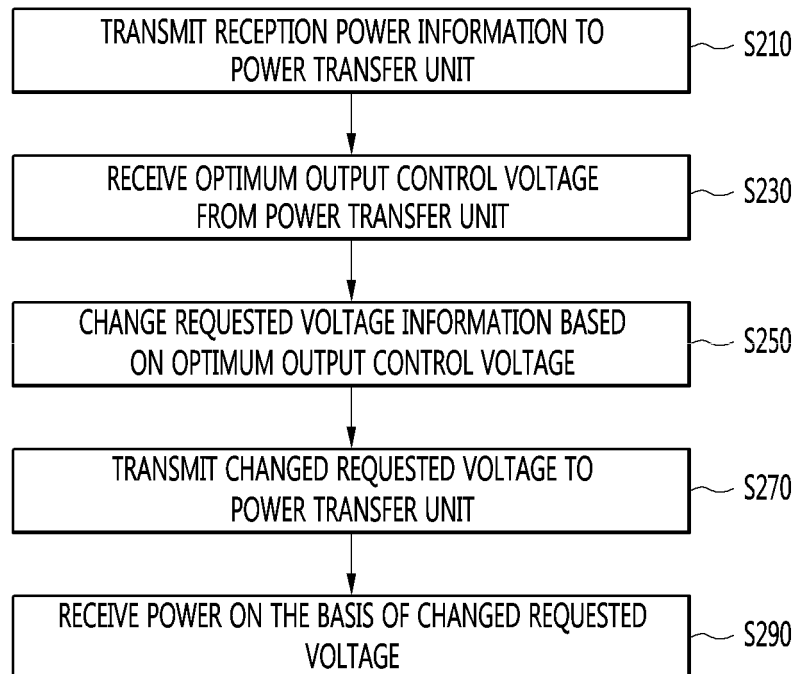 TRANSMIT RECEPTION POWER INFORMATION TO
POWER TRANSFER UNIT
S210
RECEIVE OPTIMUM OUTPUT CONTROL VOLTAGE
FROM POWER TRANSFER UNIT
S230
CHANGE REQUESTED VOLTAGE INFORMATION BASED
ON OPTIMUM OUTPUT CONTROL VOLTAGE
S250
TRANSMIT CHANGED REQUESTED VOLTAGE TO
POWER TRANSFER UNIT
S270
RECEIVE POWER ON THE BASIS OF CHANGED REQUESTED
VOLTAGE
S290